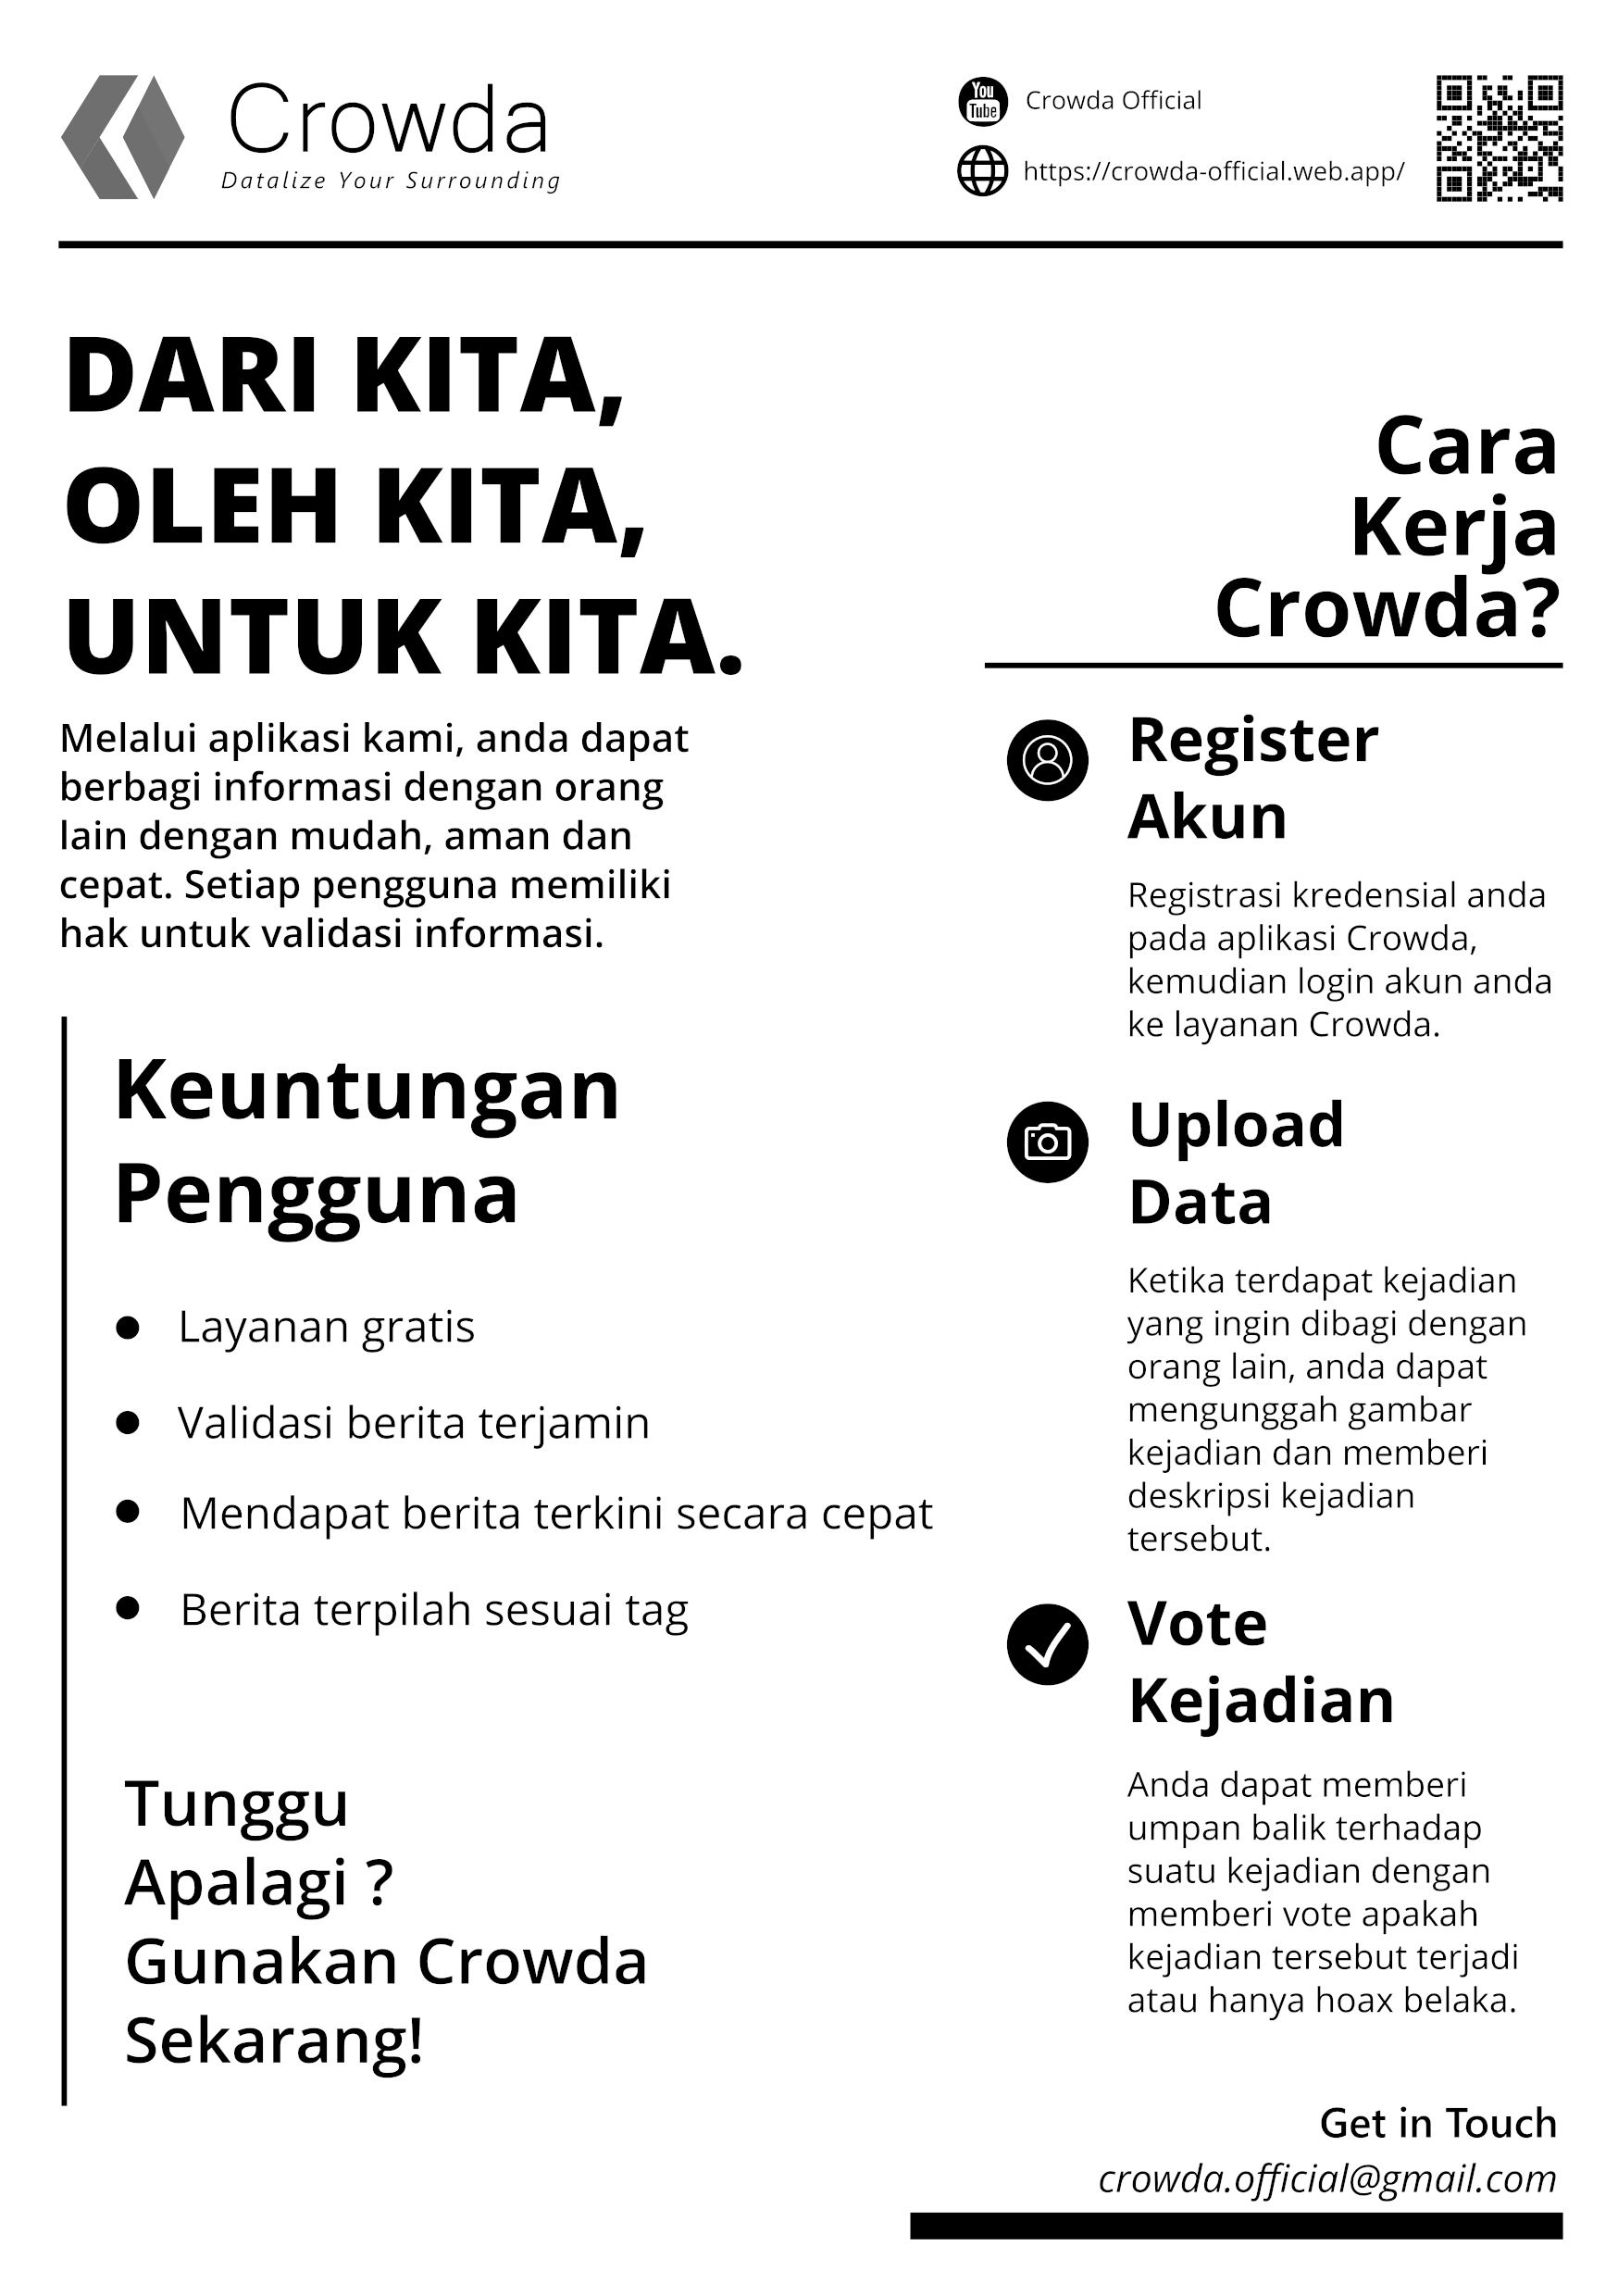 Crowda
Datalize Your Surrounding
You
Tube
Crowda Official
https://crowda-official.web.app/
DARI KITA,
OLEH KITA,
UNTUK KITA.
Melalui aplikasi kami, anda dapat
berbagi informasi dengan orang
lain dengan mudah, aman dan
cepat. Setiap pengguna memiliki
hak untuk validasi informasi.
Keuntungan
Pengguna
Layanan gratis
Validasi berita terjamin
Mendapat berita terkini secara cepat
Berita terpilah sesuai tag
Tunggu
Apalagi ?
Gunakan Crowda
Sekarang!
Cara
Kerja
Crowda?
Register
Akun
Registrasi kredensial anda
pada aplikasi Crowda,
kemudian login akun anda
ke layanan Crowda.
Upload
Data
Ketika terdapat kejadian
yang ingin dibagi dengan
orang lain, anda dapat
mengunggah gambar
kejadian dan memberi
deskripsi kejadian
tersebut.
Vote
Kejadian
Anda dapat memberi
umpan balik terhadap
suatu kejadian dengan
memberi vote apakah
kejadian tersebut terjadi
atau hanya hoax belaka.
Get in Touch
crowda.official@gmail.com